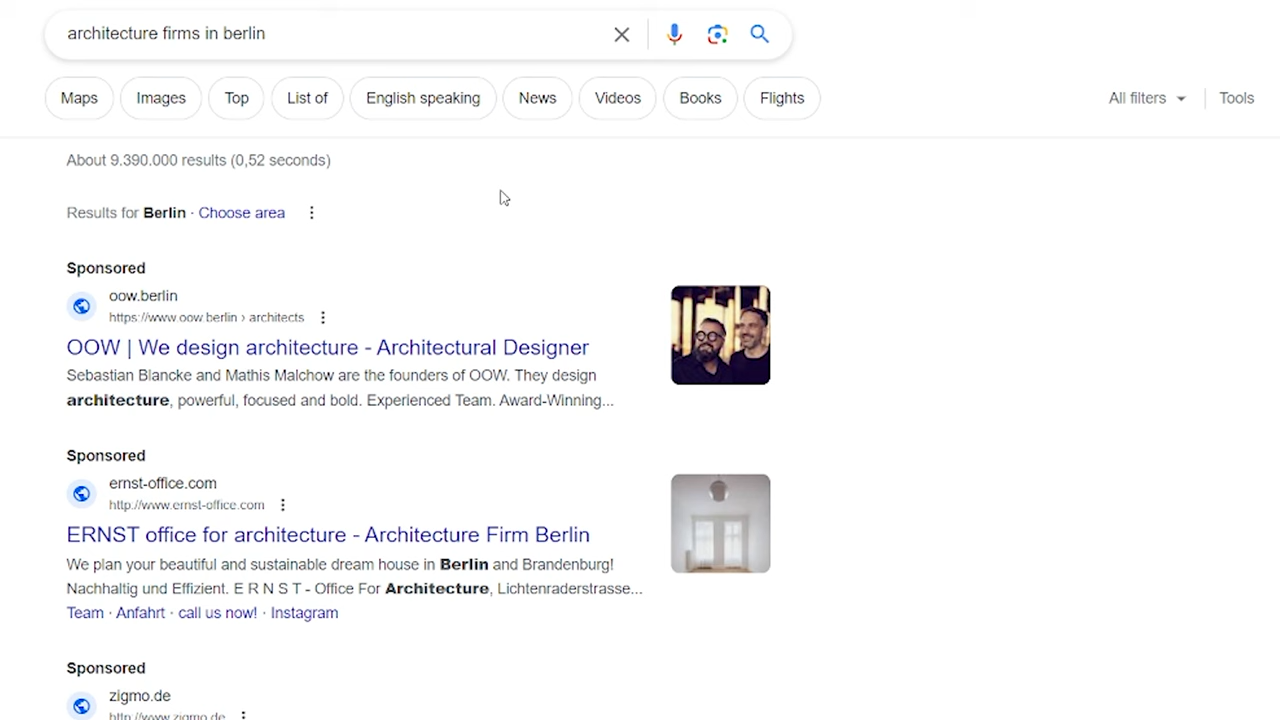 architecture firms in berlin
Maps Images Top List of English speaking News Videos Books Flights All filters Tools
About 9.390.000 results (0,52 seconds)
Results for Berlin · Choose area
Sponsored
oow.berlin
https://www.oow.berlin › architects
OOW | We design architecture - Architectural Designer
Sebastian Blancke and Mathis Malchow are the founders of OOW. They design
architecture, powerful, focused and bold. Experienced Team. Award-Winning...
Sponsored
ernst-office.com
http://www.ernst-office.com
ERNST office for architecture - Architecture Firm Berlin
We plan your beautiful and sustainable dream house in Berlin and Brandenburg!
Nachhaltig und Effizient. E R N S T - Office For Architecture, Lichtenraderstrasse...
Team · Anfahrt · call us now! · Instagram
Sponsored
zigmo.de
http://www.zigmo.de